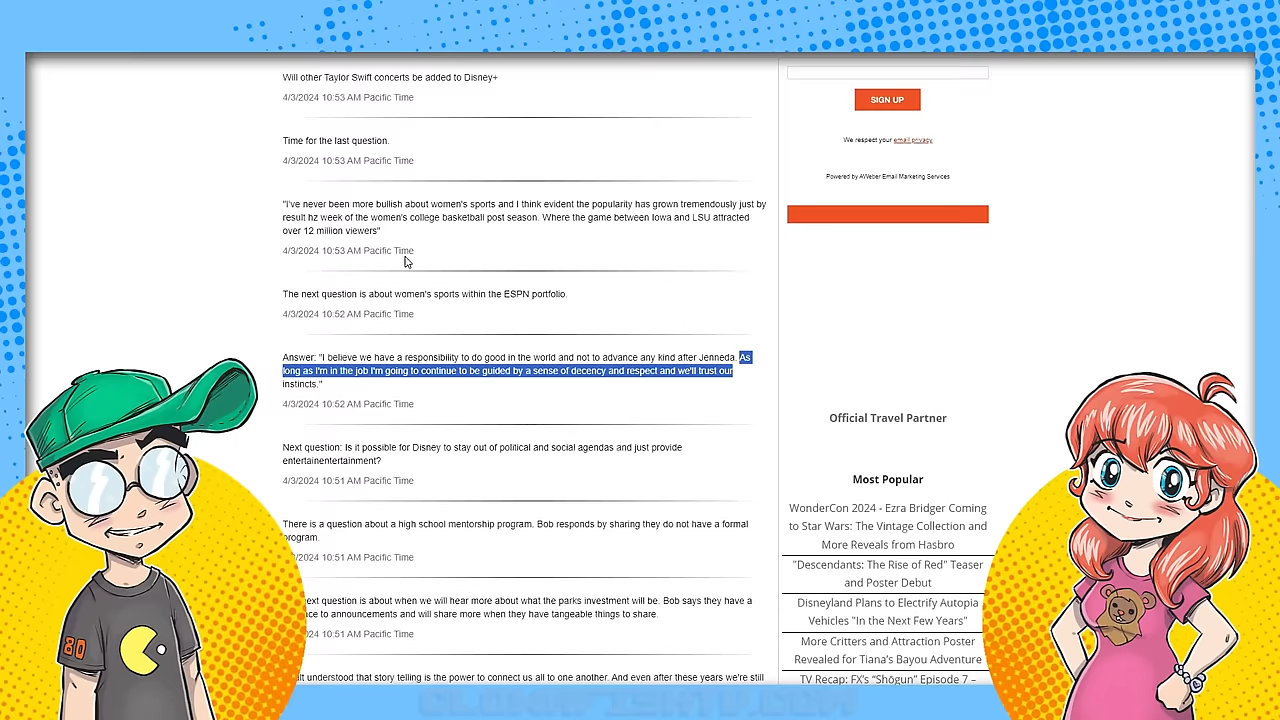 Will other Taylor Swift concerts be added to Disney+
4/3/2024 10:53 AM Pacific Time
Time for the last question.
4/3/2024 10:53 AM Pacific Time
"I've never been more bullish about women's sports and I think evident the popularity has grown tremendously just by
result hz week of the women's college basketball post season. Where the game between Iowa and LSU attracted
over 12 million viewers"
4/3/2024 10:53 AM Pacific Time
The next question is about women's sports within the ESPN portfolio.
4/3/2024 10:52 AM Pacific Time
Answer: "I believe we have a responsibility to do good in the world and not to advance any kind after Jenneda. As
long as I'm in the job I'm going to continue to be guided by a sense of decency and respect and we'll trust our
instincts."
4/3/2024 10:52 AM Pacific Time
Next question: Is it possible for Disney to stay out of political and social agendas and just provide
entertainentertainment?
4/3/2024 10:51 AM Pacific Time
There is a question about a high school mentorship program. Bob responds by sharing they do not have a formal
program.
4/3/2024 10:51 AM Pacific Time
next question is about when we will hear more about what the parks investment will be. Bob says they have a
to announcements and will share more when they have tangeable things to share.
2024 10:51 AM Pacific Time
understood that story telling is the power to connect us all to one another. And even after these years we're still
SIGN UP
We respect your email privacy
Powered by AWeber Email Marketing Services
Official Travel Partner
Most Popular
WonderCon 2024 - Ezra Bridger Coming
to Star Wars: The Vintage Collection and
More Reveals from Hasbro
"Descendants: The Rise of Red" Teaser
and Poster Debut
Disneyland Plans to Electrify Autopia
Vehicles "In the Next Few Years"
More Critters and Attraction Poster
Revealed for Tiana's Bayou Adventure
TV Recap: FX's "Shōgun" Episode 7 –
80